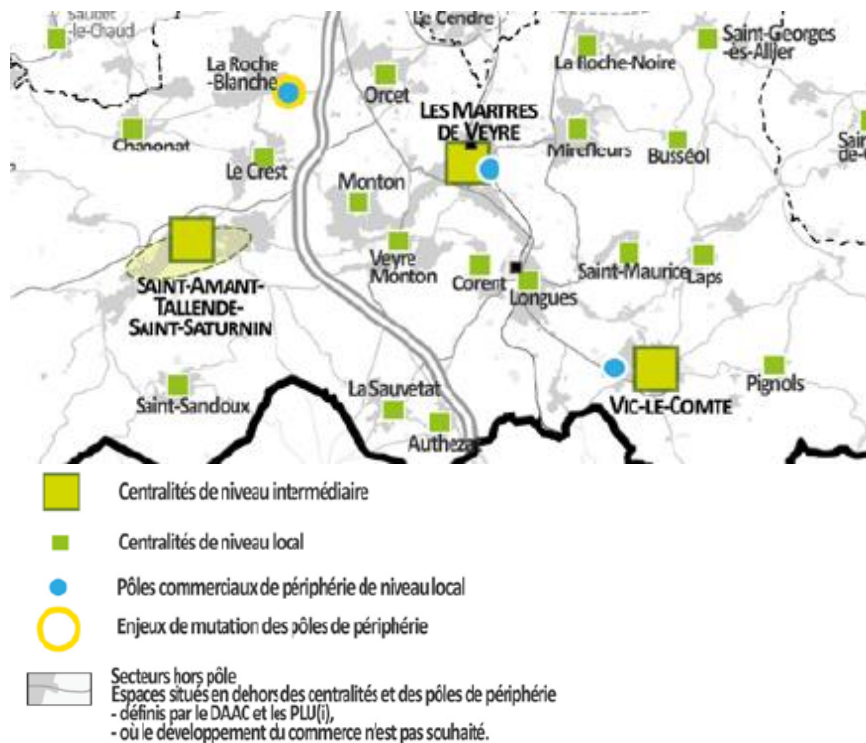 -le-Chaud
Le Cendre
Saint-Georges
-ès-Allier
La Roche
-Blanche
La Roche-Noire
Orcet
LES MARTRES
DE VEYRE
Chanonat
Mirefleurs
Busséol
Le Crest
Monton
Veyre
Monton
Corent
Longues
Saint-Maurice
Laps
SAINT-AMANT-
TALLENDE-
SAINT-SATURNIN
Saint-Sandoux
La Sauvetat
Authezat
VIC-LE-COMTE
Pignols
Centralités de niveau intermédiaire
Centralités de niveau local
Pôles commerciaux de périphérie de niveau local
Enjeux de mutation des pôles de périphérie
Secteurs hors pôle
Espaces situés en dehors des centralités et des pôles de périphérie
- définis par le DAAC et les PLU(i),
- où le développement du commerce n'est pas souhaité.